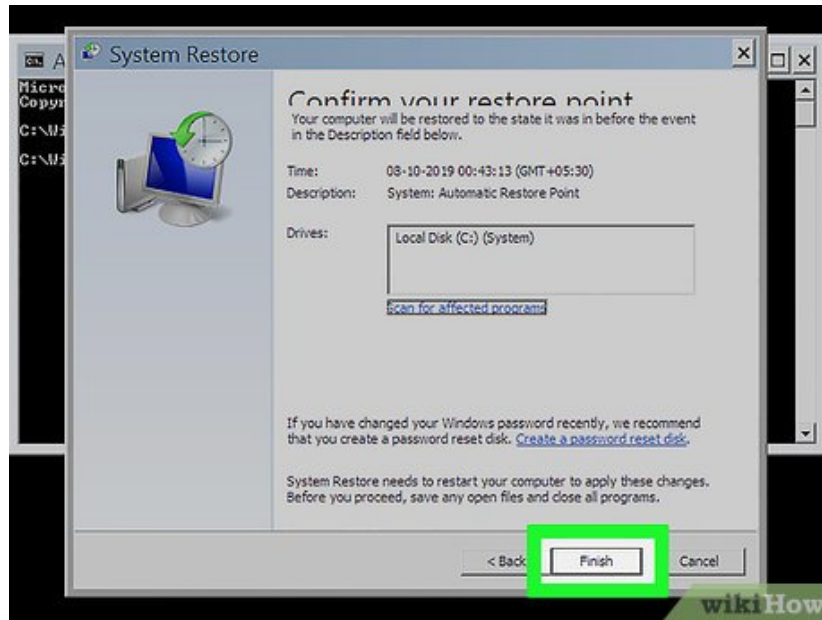 System Restore
A
Micro
Copyr
C:\Wi
C:\Wi
Confirm your restore point
Your computer will be restored to the state it was in before the event
in the Description field below.
Time: 08-10-2019 00:43:13 (GMT+05:30)
Description: System: Automatic Restore Point
Drives: Local Disk (C:) (System)
Scan for affected programs
If you have changed your Windows password recently, we recommend
that you create a password reset disk. Create a password reset disk.
System Restore needs to restart your computer to apply these changes.
Before you proceed, save any open files and close all programs.
< Back Finish Cancel
wikiHow